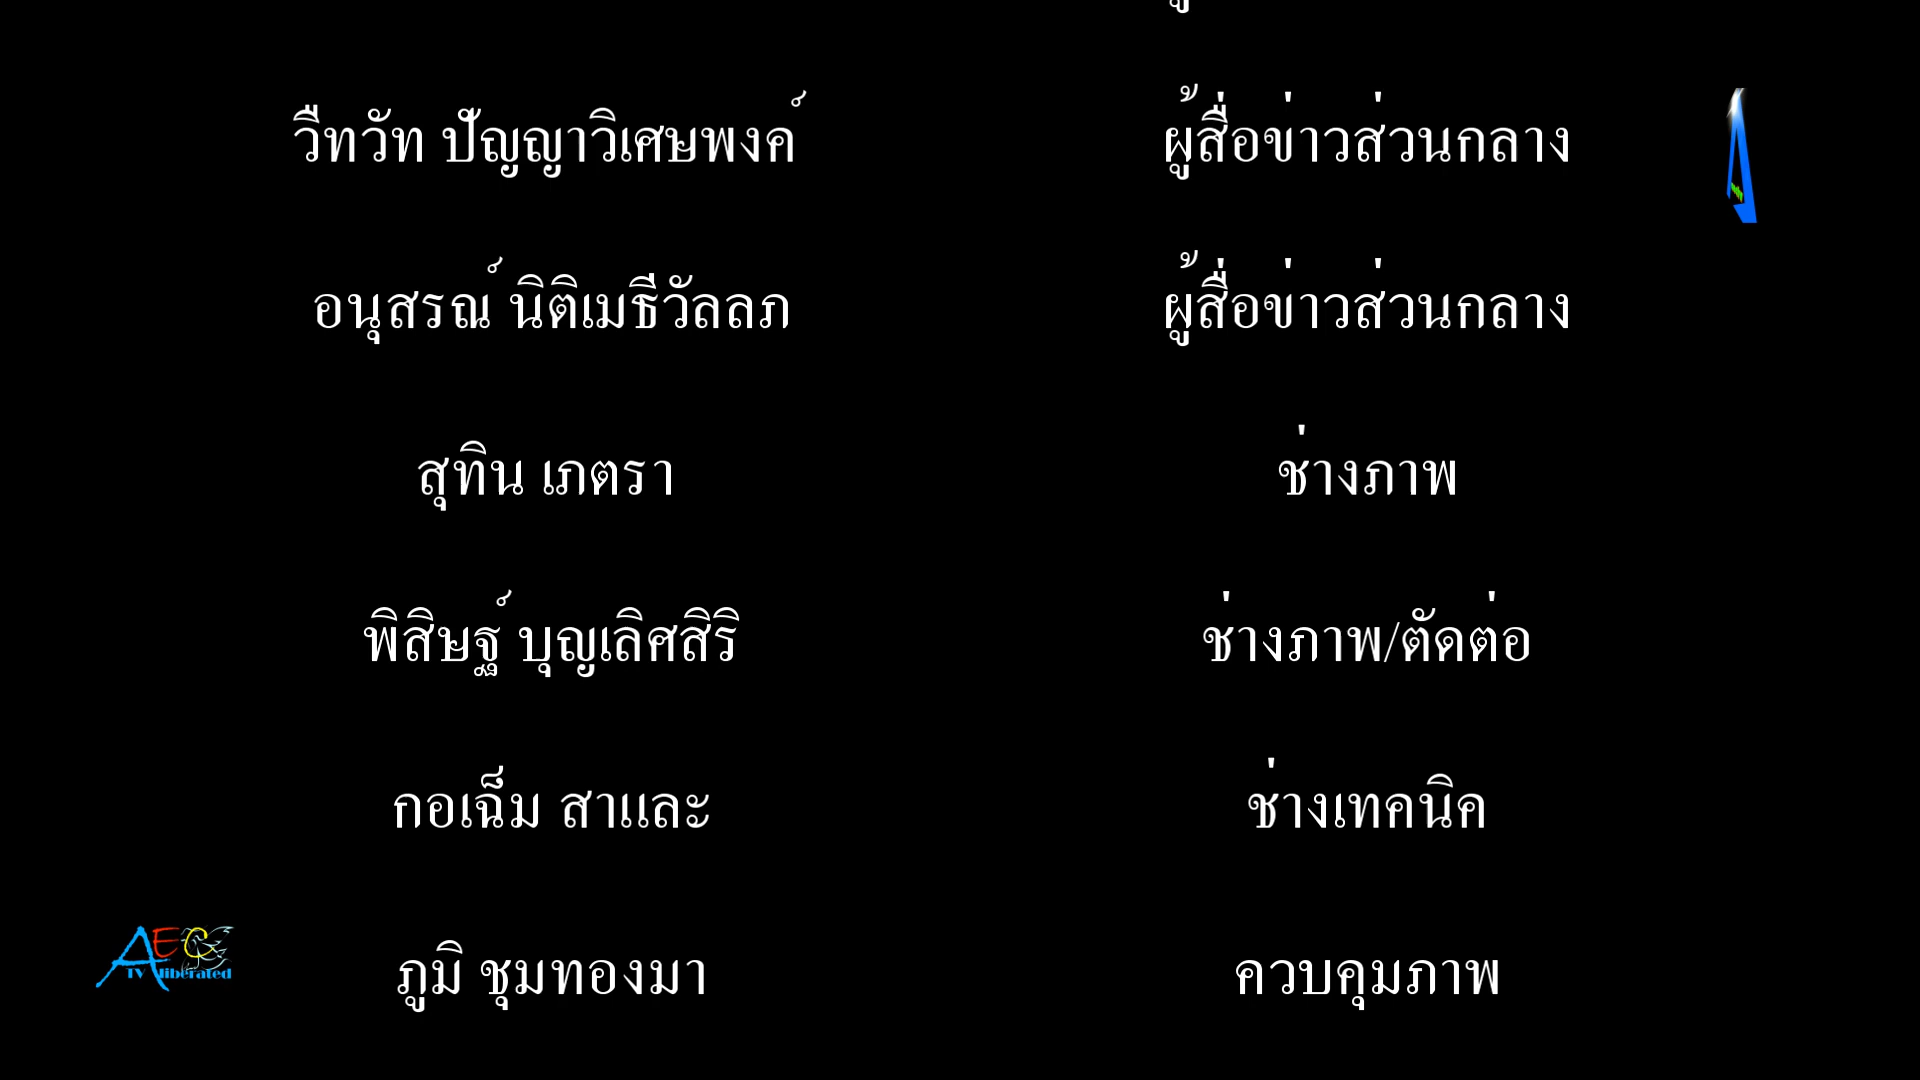 วืทวัท ปัญญาวิเศษพงค์ ผู้สื่อข่าวส่วนกลาง
อนุสรณ์ นิติเมธีวัลลภ ผู้สื่อข่าวส่วนกลาง
สุทิน เภตรา ช่างภาพ
พิสิษฐ์ บุญเลิศสิริ ช่างภาพ/ตัดต่อ
กอเฉ็ม สาและ ช่างเทคนิค
AEC
TV liberated
ภูมิ ชุมทองมา ควบคุมภาพ